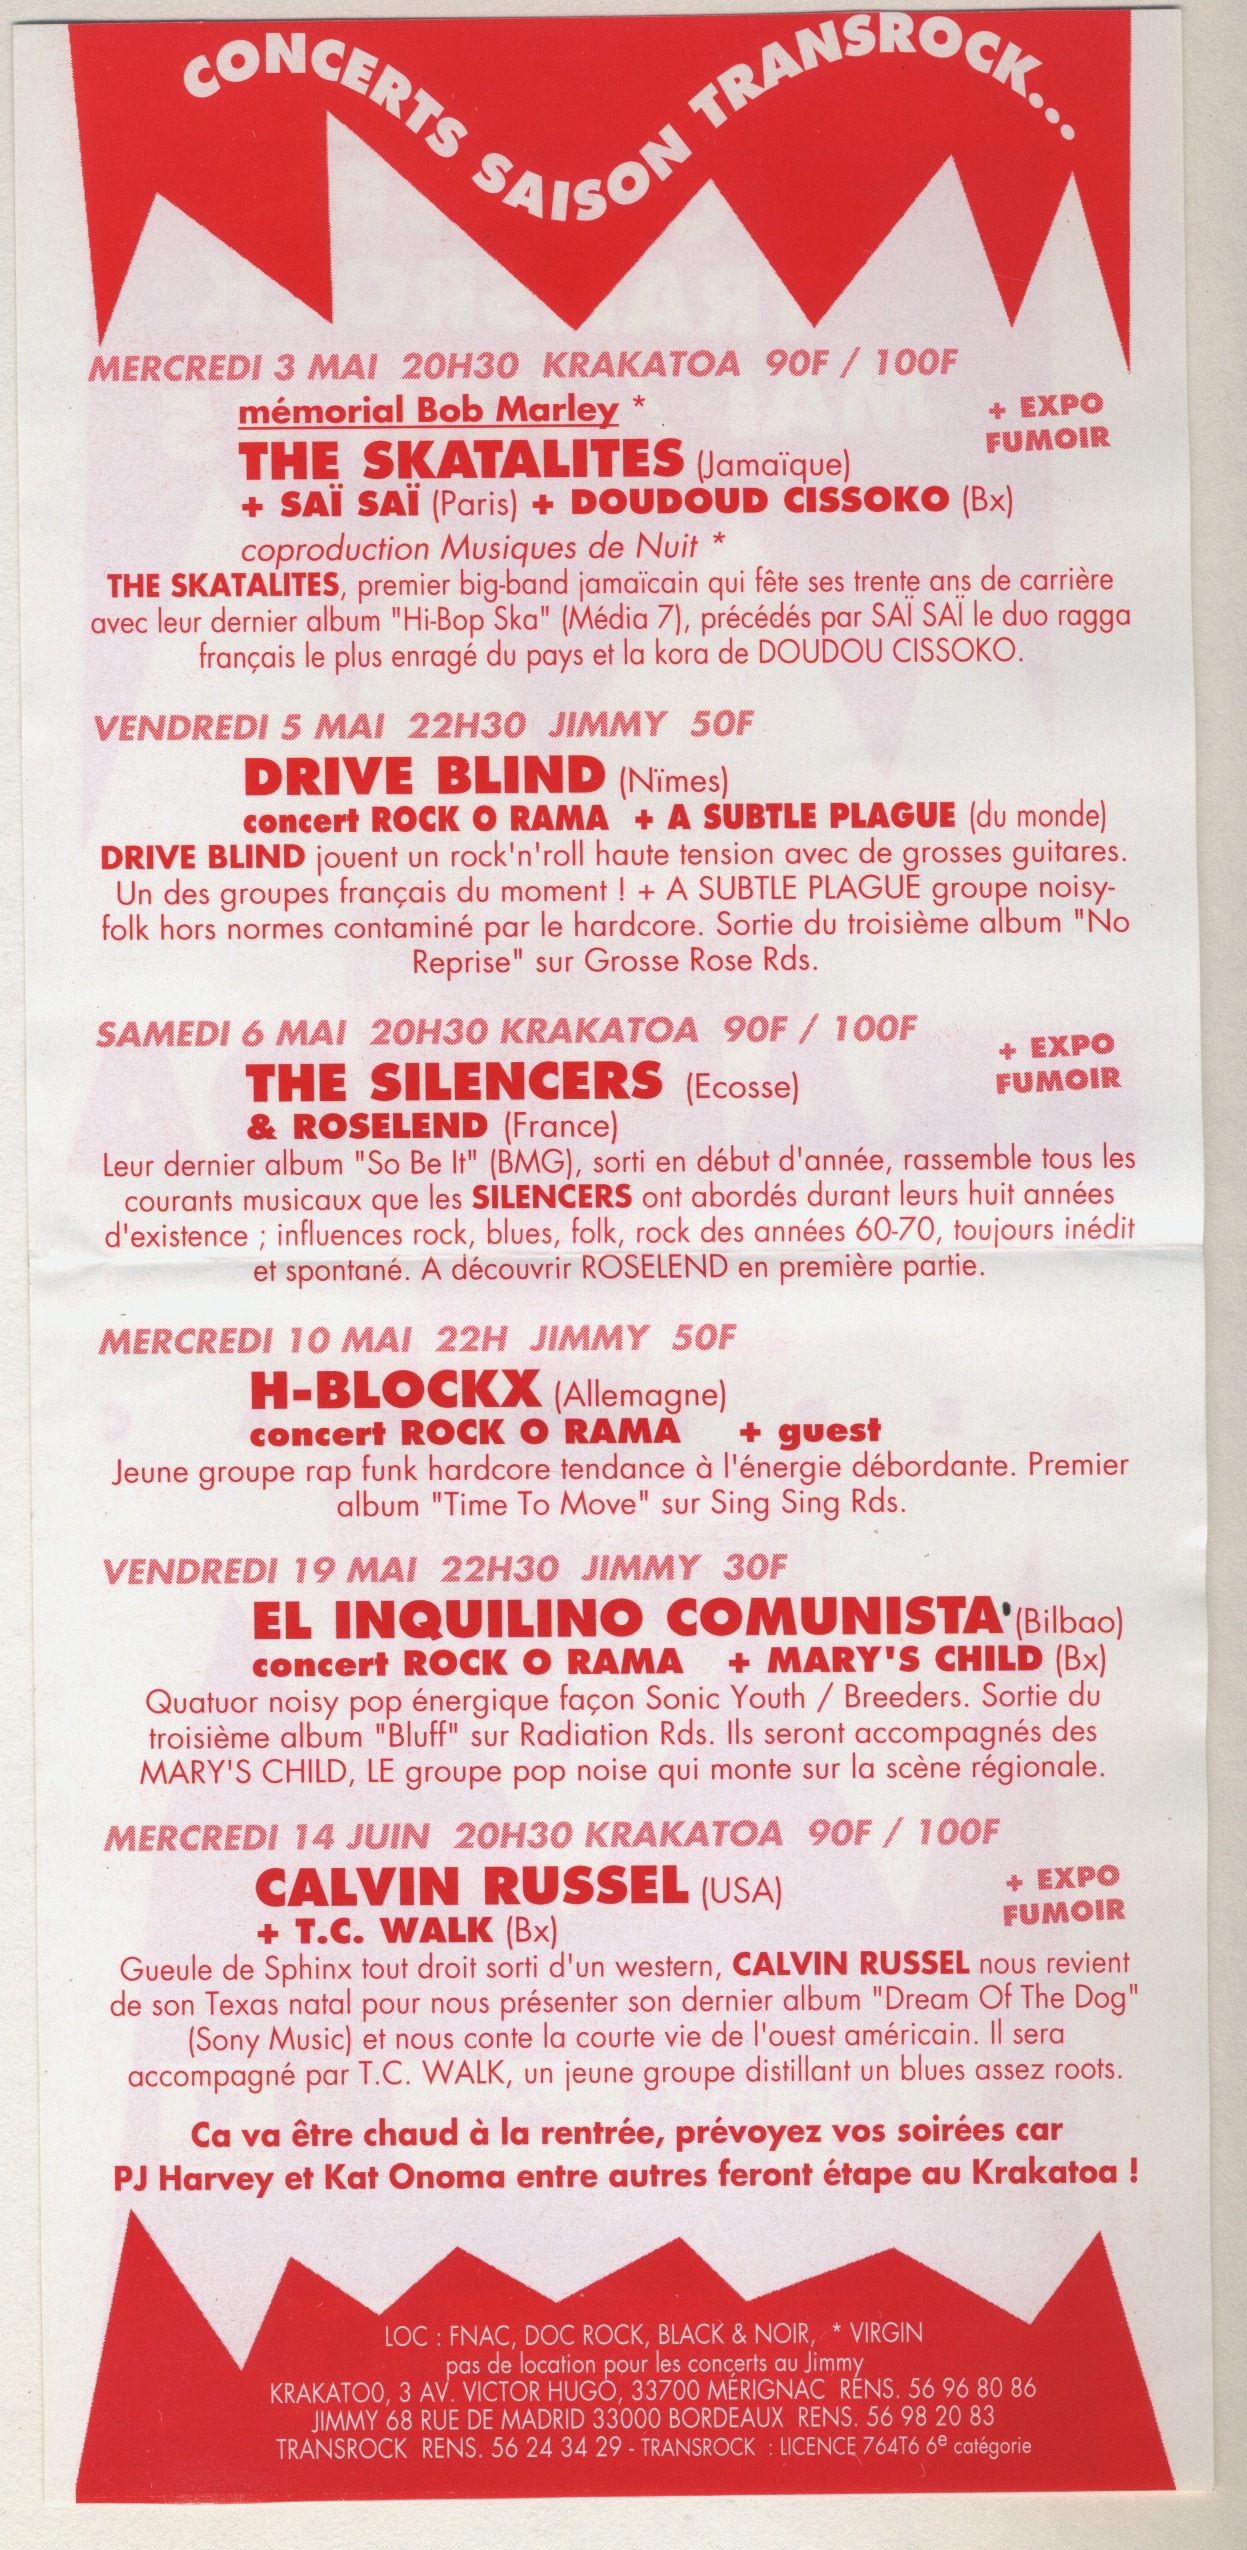 CONCERTS SAISON TRANSROCK...
MERCREDI 3 MAI 20H30 KRAKATOA 90F / 100F
mémorial Bob Marley *
+ EXPO
FUMOIR
THE SKATALITES (Jamaïque)
+ SAÏ SAÏ (Paris) + DOUDOUD CISSOKO (Bx)
coproduction Musiques de Nuit *
THE SKATALITES, premier big-band jamaïcain qui fête ses trente ans de carrière
avec leur dernier album "Hi-Bop Ska" (Média 7), précédés par SAÏ SAÏ le duo ragga
français le plus enragé du pays et la kora de DOUDOU CISSOKO.
VENDREDI 5 MAI 22H30 JIMMY 50F
DRIVE BLIND (Nïmes)
concert ROCK O RAMA + A SUBTLE PLAGUE (du monde)
DRIVE BLIND jouent un rock'n'roll haute tension avec de grosses guitares.
Un des groupes français du moment ! + A SUBTLE PLAGUE groupe noisy-
folk hors normes contaminé par le hardcore. Sortie du troisième album "No
Reprise" sur Grosse Rose Rds.
SAMEDI 6 MAI 20H30 KRAKATOA 90F / 100F
+ EXPO
FUMOIR
THE SILENCERS (Ecosse)
& ROSELEND (France)
Leur dernier album "So Be It" (BMG), sorti en début d'année, rassemble tous les
courants musicaux que les SILENCERS ont abordés durant leurs huit années
d'existence ; influences rock, blues, folk, rock des années 60-70, toujours inédit
et spontané. A découvrir ROSELEND en première partie.
MERCREDI 10 MAI 22H JIMMY 50F
H-BLOCKX (Allemagne)
concert ROCK O RAMA + guest
Jeune groupe rap funk hardcore tendance à l'énergie débordante. Premier
album "Time To Move" sur Sing Sing Rds.
VENDREDI 19 MAI 22H30 JIMMY 30F
EL INQUILINO COMUNISTA (Bilbao)
concert ROCK O RAMA + MARY'S CHILD (Bx)
Quatuor noisy pop énergique façon Sonic Youth / Breeders. Sortie du
troisième album "Bluff" sur Radiation Rds. Ils seront accompagnés des
MARY'S CHILD, LE groupe pop noise qui monte sur la scène régionale.
MERCREDI 14 JUIN 20H30 KRAKATOA 90F / 100F
+ EXPO
FUMOIR
CALVIN RUSSEL (USA)
+ T.C. WALK (Bx)
Gueule de Sphinx tout droit sorti d'un western, CALVIN RUSSEL nous revient
de son Texas natal pour nous présenter son dernier album "Dream Of The Dog"
(Sony Music) et nous conte la courte vie de l'ouest américain. Il sera
accompagné par T.C. WALK, un jeune groupe distillant un blues assez roots.
Ca va être chaud à la rentrée, prévoyez vos soirées car
PJ Harvey et Kat Onoma entre autres feront étape au Krakatoa !
LOC : FNAC, DOC ROCK, BLACK & NOIR, * VIRGIN
pas de location pour les concerts au Jimmy
KRAKATOO, 3 AV. VICTOR HUGO, 33700 MÉRIGNAC RENS. 56 96 80 86
JIMMY 68 RUE DE MADRID 33000 BORDEAUX RENS. 56 98 20 83
TRANSROCK RENS. 56 24 34 29 - TRANSROCK : LICENCE 764T6 6e catégorie